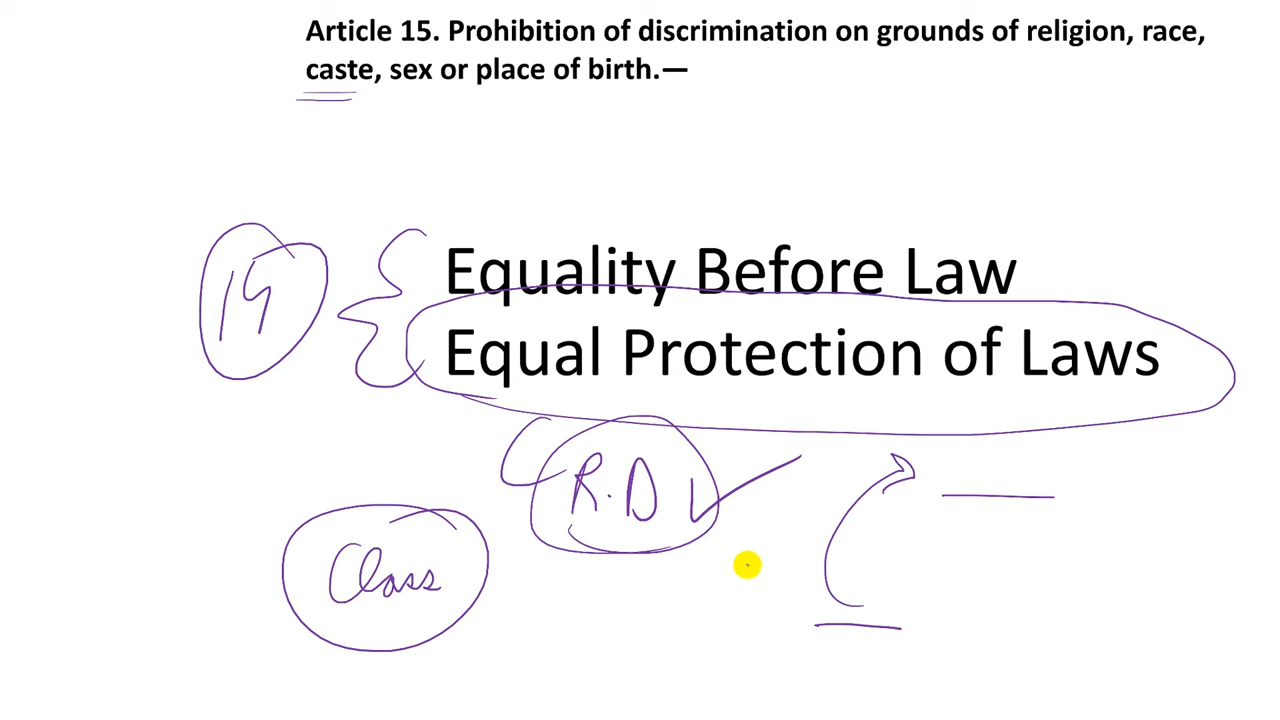 Article 15. Prohibition of discrimination on grounds of religion, race,
caste, sex or place of birth.—
14
Equality Before Law
Equal Protection of Laws
R.D
Class